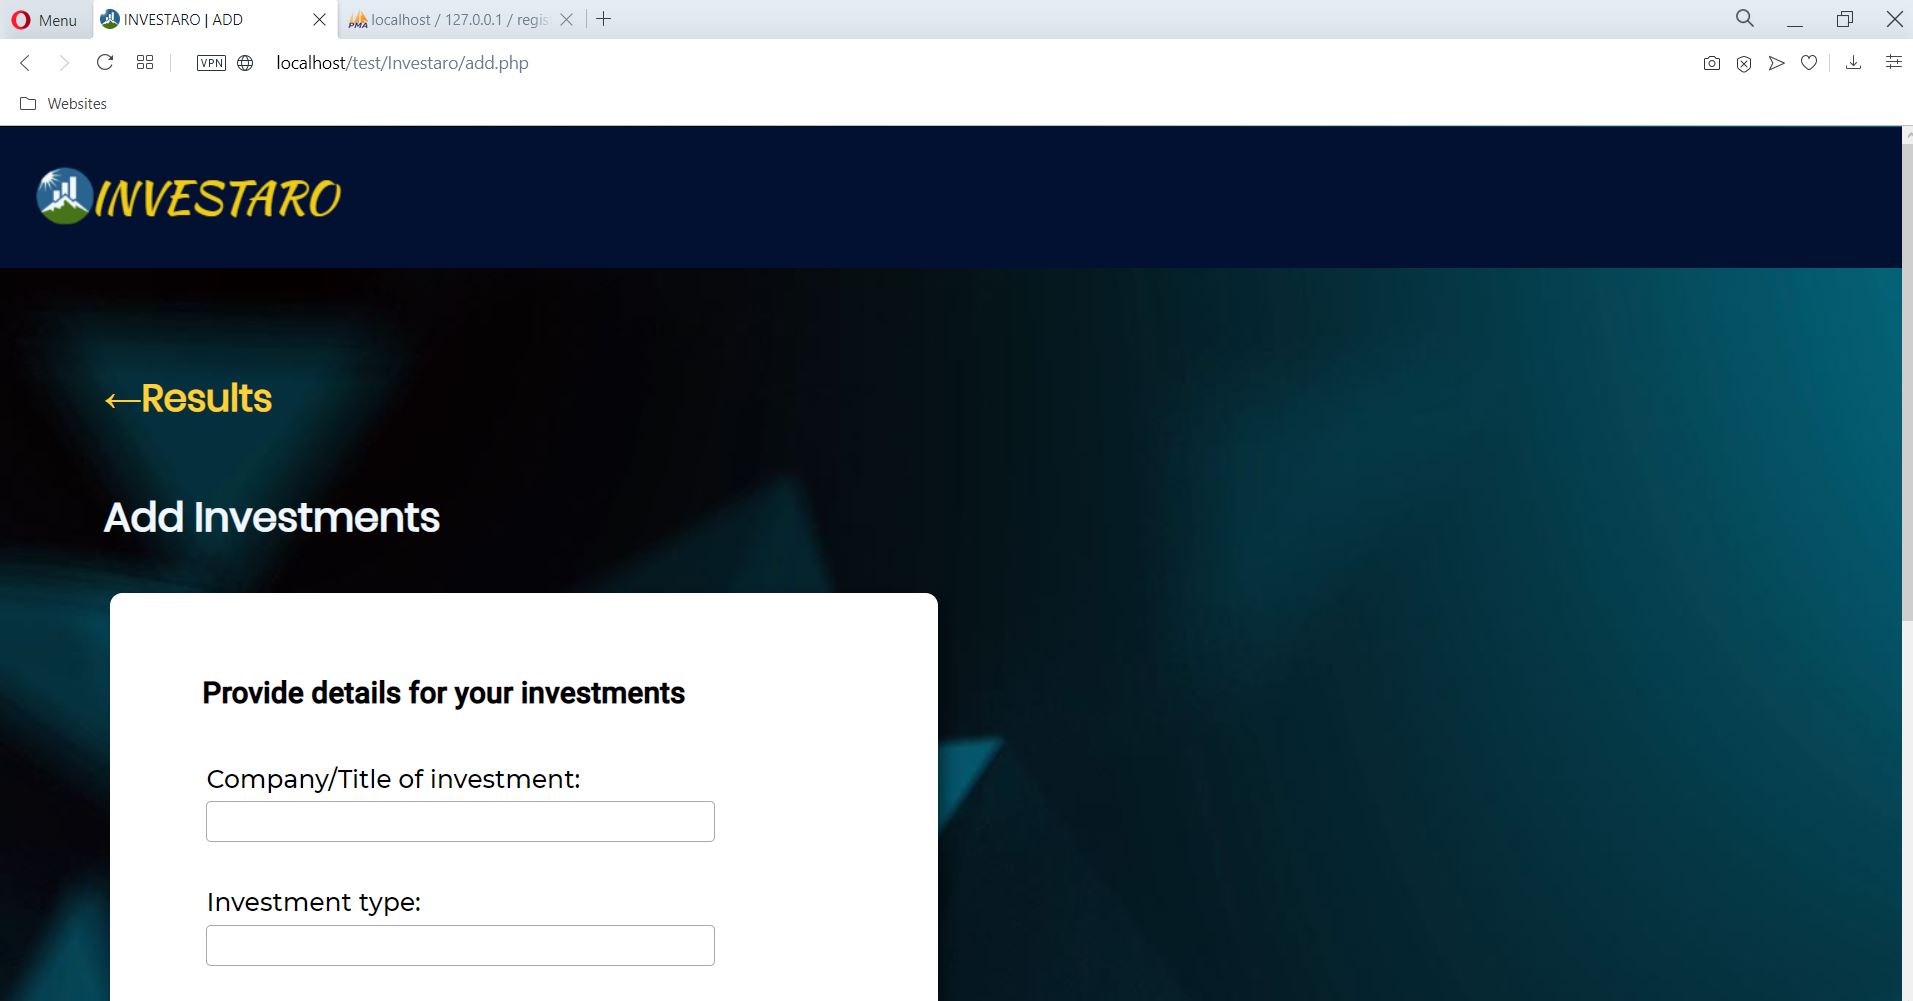 Menu
INVESTARO | ADD
PMA
localhost / 127.0.0.1 / regis
VPN
localhost/test/Investaro/add.php
Websites
INVESTARO
←Results
Add Investments
Provide details for your investments
Company/Title of investment:
Investment type: